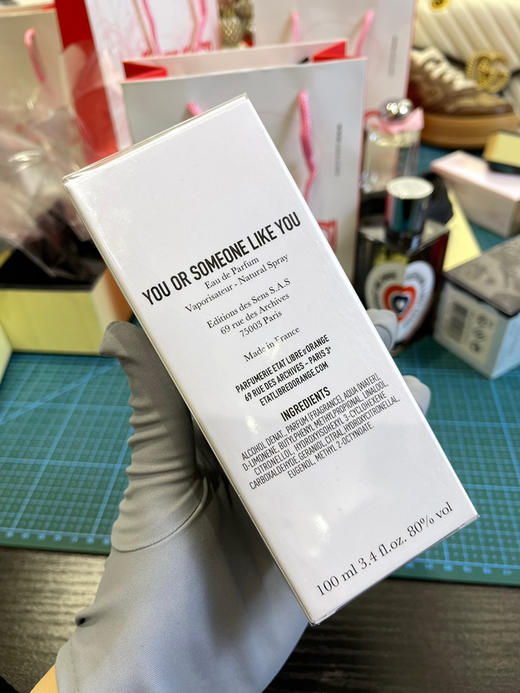 YOU OR SOMEONE LIKE YOU
Eau de Parfum
Vaporisateur - Natural Spray
Editions des Sens S.A.S
69 rue des Archives
75003 Paris
Made in France
PARFUMERIE ETAT LIBRE D'ORANGE
69 RUE DES ARCHIVES - PARIS 3e
ETATLIBREDORANGE.COM
INGREDIENTS
ALCOHOL DENAT. PARFUM (FRAGRANCE), AQUA (WATER),
D-LIMONENE, BUTYLPHENYL METHYLPROPIONAL, LINALOOL,
CITRONELLOL, HYDROXYISOHEXYL 3-CYCLOHEXENE
CARBOXALDEHYDE, GERANIOL, CITRAL, HYDROXYCITRONELLAL,
EUGENOL, METHYL 2-OCTYNOATE.
100 ml 3.4 fl.oz. 80% vol